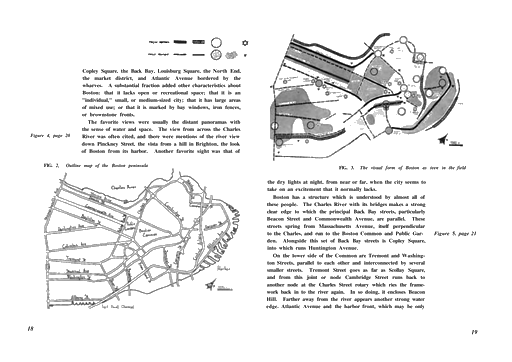 Copley Square, the Back Bay, Louisburg Square, the North End,
the market district, and Atlantic Avenue bordered by the
wharves. A substantial fraction added other characteristics about
Boston: that it lacks open or recreational space; that it is an
"individual," small, or medium-sized city; that it has large areas
of mixed use; or that it is marked by bay windows, iron fences,
or brownstone fronts.
The favorite views were usually the distant panoramas with
the sense of water and space. The view from across the Charles
River was often cited, and there were mentions of the river view
down Pinckney Street, the vista from a hill in Brighton, the look
of Boston from its harbor. Another favorite sight was that of
Figure 4, page 20
FIG. 2. Outline map of the Boston peninsula
Charles River
Boston Common
18
FIG. 3. The visual form of Boston as seen in the field
the dry lights at night, from near or far, when the city seems to
take on an excitement that it normally lacks.
Boston has a structure which is understood by almost all of
these people. The Charles River with its bridges makes a strong
clear edge to which the principal Back Bay streets, particularly
Beacon Street and Commonwealth Avenue, are parallel. These
streets spring from Massachusetts Avenue, itself perpendicular
to the Charles, and run to the Boston Common and Public Gar-
den. Alongside this set of Back Bay streets is Copley Square,
into which runs Huntington Avenue.
On the lower side of the Common are Tremont and Washing-
ton Streets, parallel to each other and interconnected by several
smaller streets. Tremont Street goes as far as Scollay Square,
and from this joint or node Cambridge Street runs back to
another node at the Charles Street rotary which ties the frame-
work back in to the river again. In so doing, it encloses Beacon
Hill. Farther away from the river appears another strong water
edge, Atlantic Avenue and the harbor front, which may be only
Figure 5, page 21
19